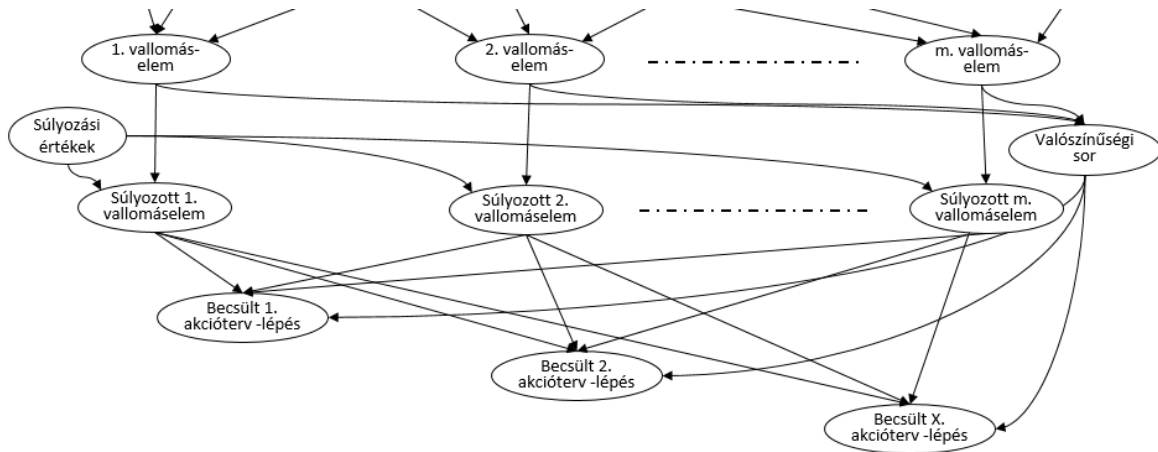 1. vallomás-
elem
2. vallomás-
elem
m. vallomás-
elem
Súlyozási
értékek
Valószínűségi
sor
Súlyozott 1.
vallomáselem
Súlyozott 2.
vallomáselem
Súlyozott m.
vallomáselem
Becsült 1.
akcióterv -lépés
Becsült 2.
akcióterv -lépés
Becsült X.
akcióterv -lépés